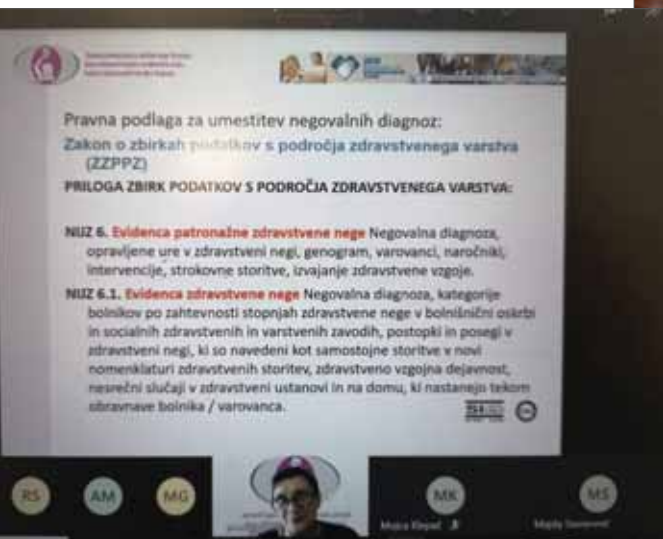 Pravna podlaga za umestitev negovalnih diagnoz:
Zakon o zbirkah podatkov s področja zdravstvenega varstva
(ZZPPZ)
PRILOGA ZBIRK PODATKOV S PODROČJA ZDRAVSTVENEGA VARSTVA:
NIJZ 6. Evidenca patronažne zdravstvene nege Negovalna diagnoza,
opravljene ure v zdravstveni negi, genogram, varovanci, naročniki,
intervencije, strokovne storitve, izvajanje zdravstvene vzgoje.
NIJZ 6.1. Evidenca zdravstvene nege Negovalna diagnoza, kategorije
bolnikov po zahtevnosti stopnjah zdravstvene nege v bolnišnični oskrbi
in socialnih zdravstvenih in varstvenih zavodih, postopki in posegi v
zdravstveni negi, ki so navedeni kot samostojne storitve v novi
nomenklaturi zdravstvenih storitev, zdravstveno vzgojna dejavnost,
nesrečni slučaji v zdravstveni ustanovi in na domu, ki nastanejo tekom
obravnave bolnika / varovanca.
RS
AM
MG
MK
MS